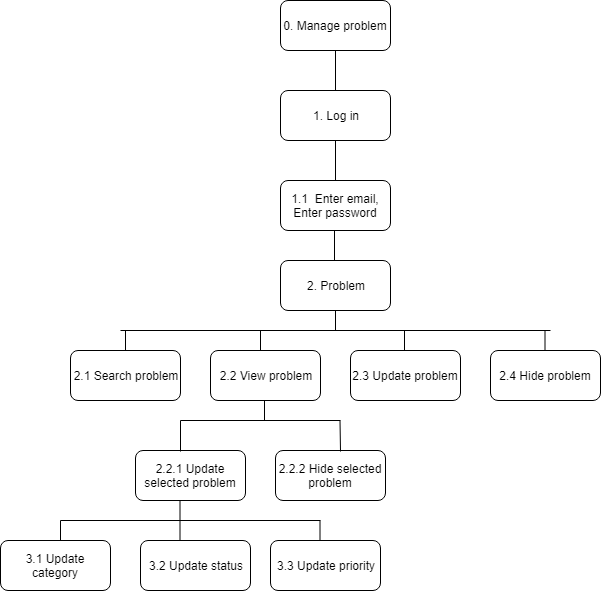 0. Manage problem
1. Log in
1.1 Enter email,
Enter password
2. Problem
2.1 Search problem
2.2 View problem
2.3 Update problem
2.4 Hide problem
2.2.1 Update
selected problem
2.2.2 Hide selected
problem
3.1 Update
category
3.2 Update status
3.3 Update priority